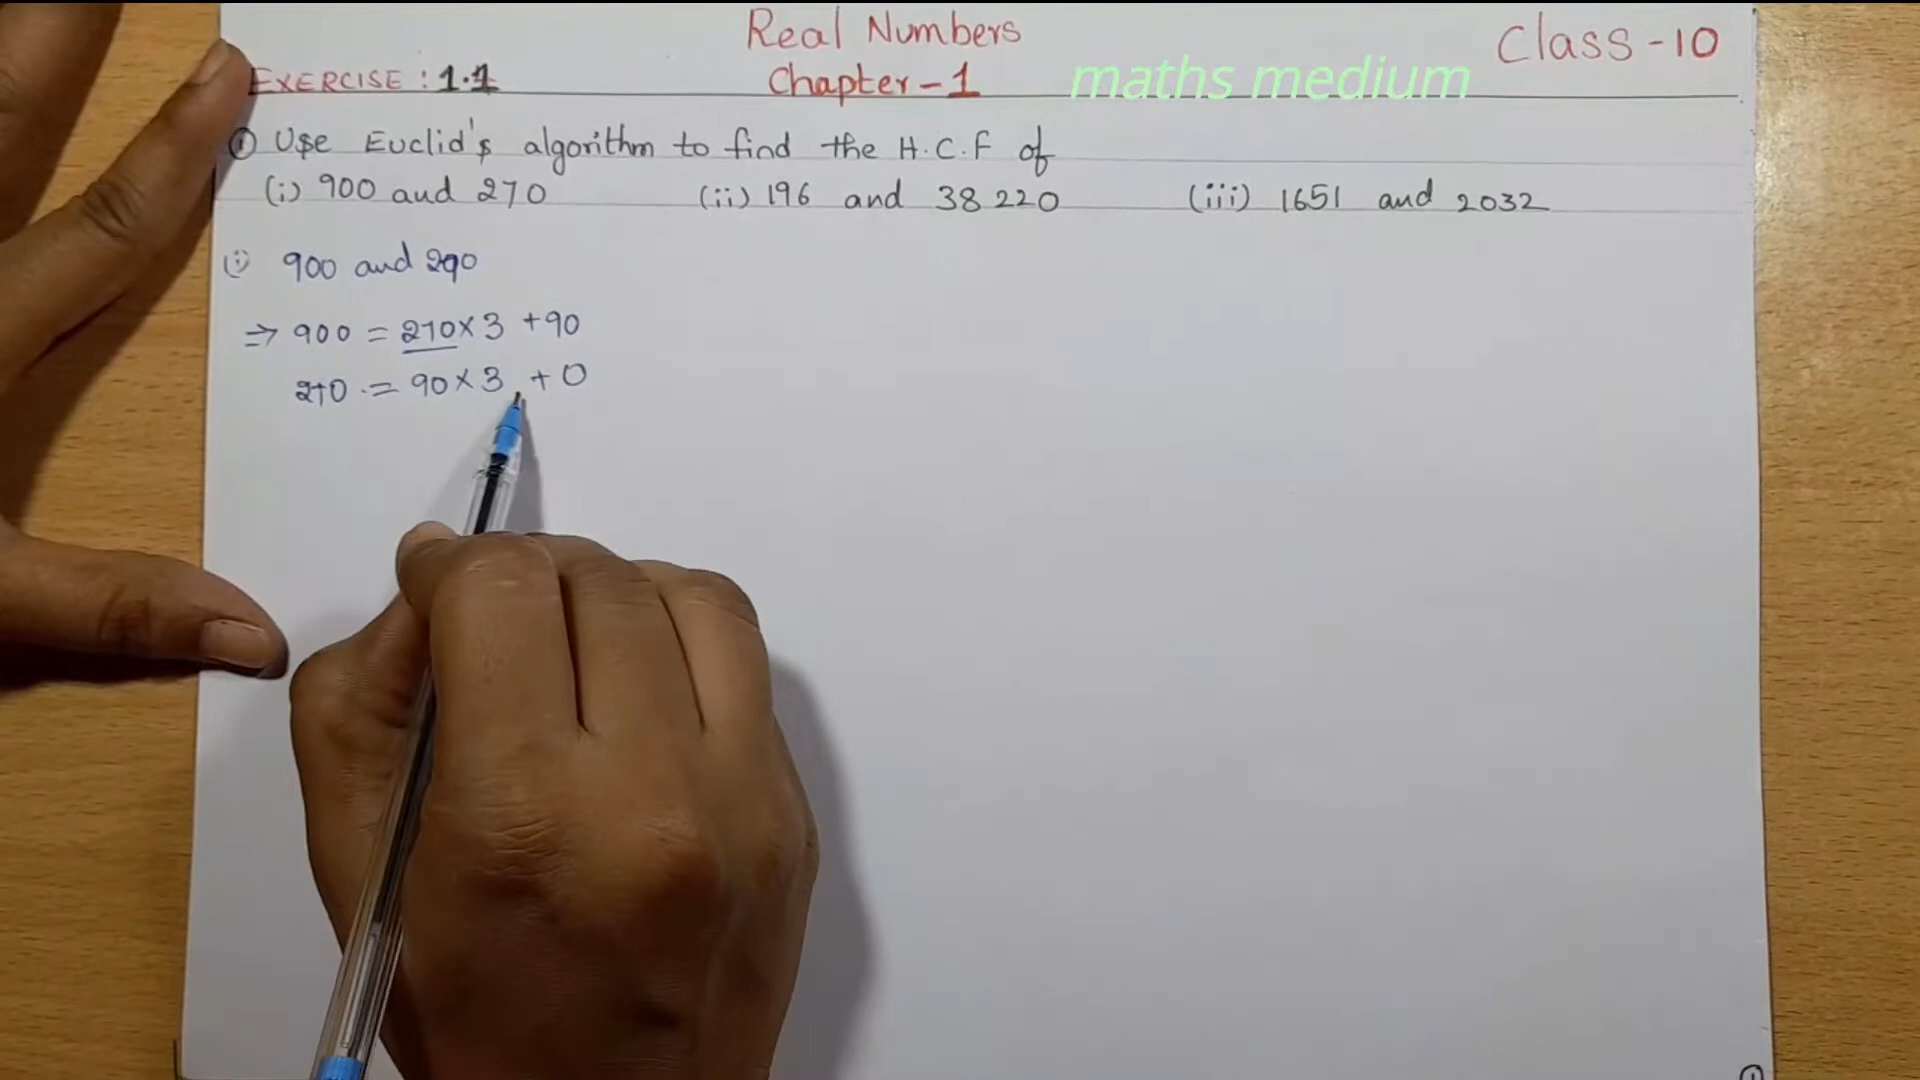 Real Numbers
Class-10
EXERCISE : 1.1
Chapter-1
maths medium
① Use Euclid's algorithm to find the H.C.F of
(i) 900 and 270
(ii) 196 and 38220
(iii) 1651 and 2032
(i) 900 and 290
⇒ 900 = 270×3 +90
270 = 90×3 + 0